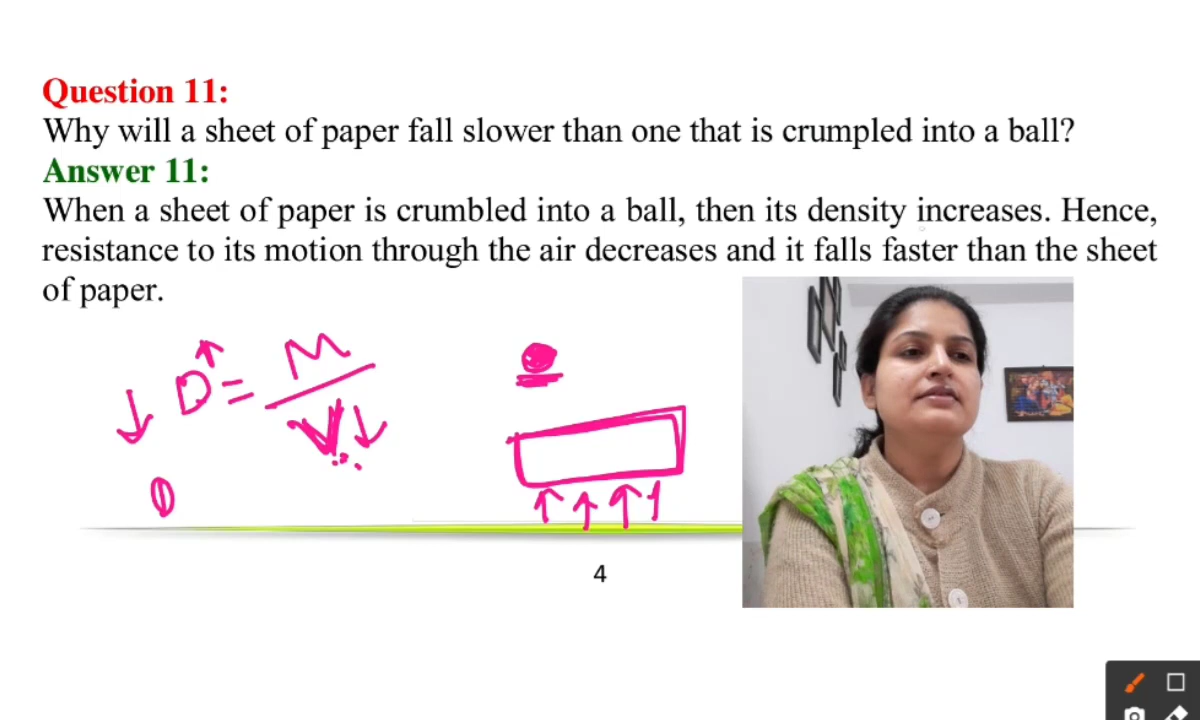 Question 11:
Why will a sheet of paper fall slower than one that is crumpled into a ball?
Answer 11:
When a sheet of paper is crumbled into a ball, then its density increases. Hence,
resistance to its motion through the air decreases and it falls faster than the sheet
of paper.
↓ D↑ = M
V↓
4